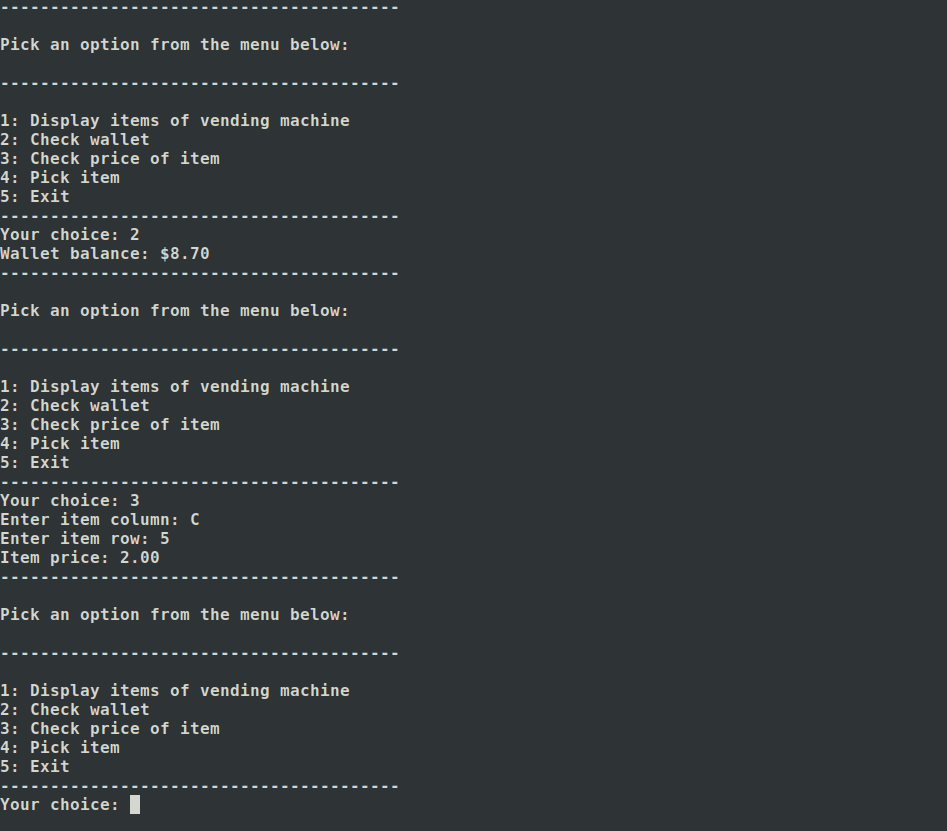 ----------------------------------------
Pick an option from the menu below:
----------------------------------------
1: Display items of vending machine
2: Check wallet
3: Check price of item
4: Pick item
5: Exit
----------------------------------------
Your choice: 2
Wallet balance: $8.70
----------------------------------------
Pick an option from the menu below:
----------------------------------------
1: Display items of vending machine
2: Check wallet
3: Check price of item
4: Pick item
5: Exit
----------------------------------------
Your choice: 3
Enter item column: C
Enter item row: 5
Item price: 2.00
----------------------------------------
Pick an option from the menu below:
----------------------------------------
1: Display items of vending machine
2: Check wallet
3: Check price of item
4: Pick item
5: Exit
----------------------------------------
Your choice: